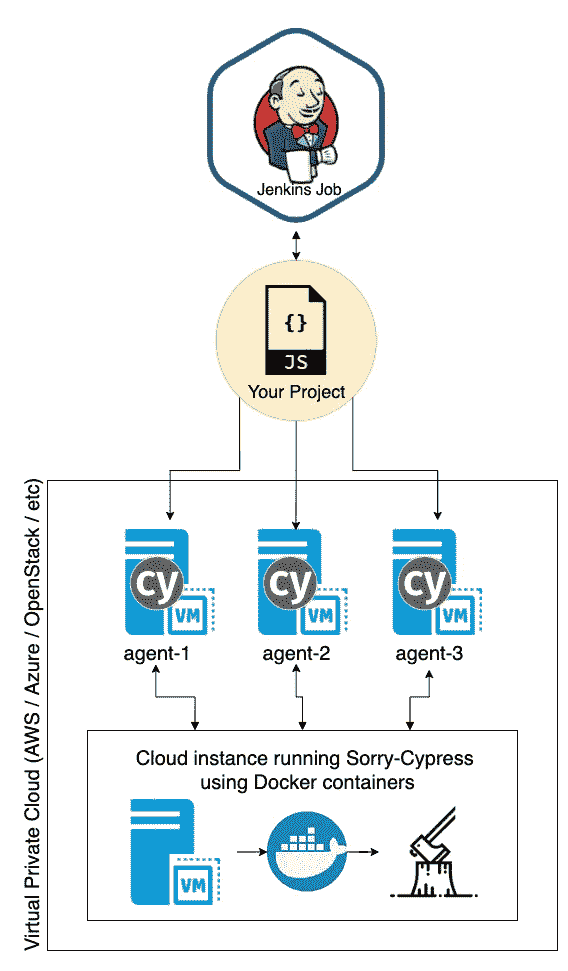 Jenkins Job
{}
JS
Your Project
Virtual Private Cloud (AWS / Azure / OpenStack / etc)
cy
VM
cy
VM
cy
VM
agent-1
agent-2
agent-3
Cloud instance running Sorry-Cypress
using Docker containers
VM